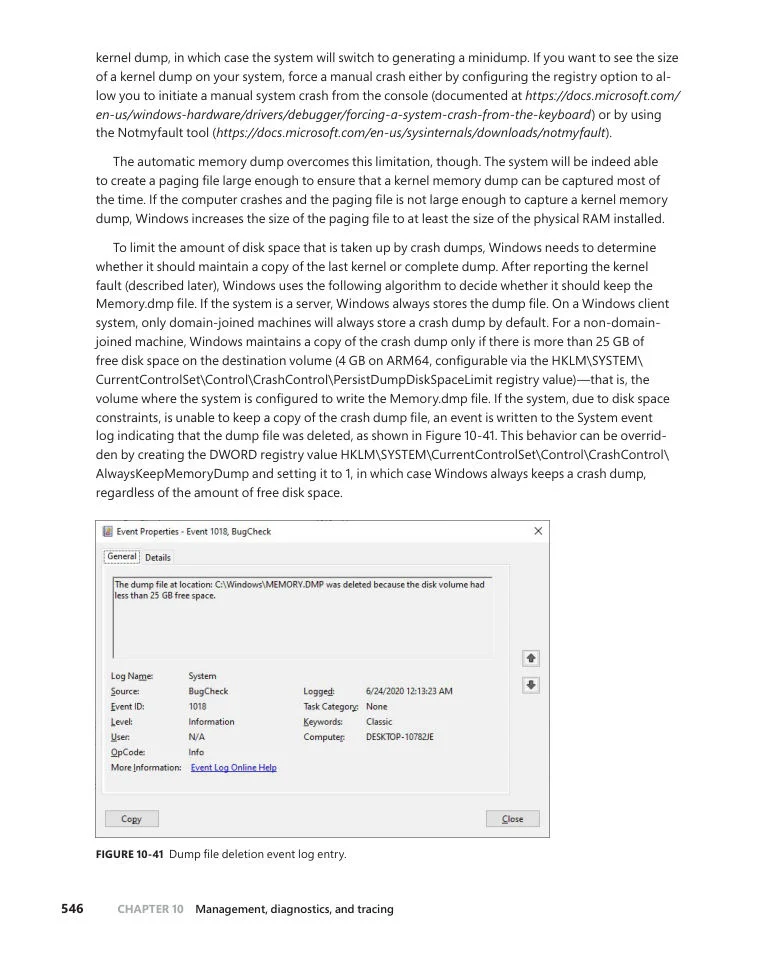 kernel dump, in which case the system will switch to generating a minidump. If you want to see the size
of a kernel dump on your system, force a manual crash either by configuring the registry option to al-
low you to initiate a manual system crash from the console (documented at https://docs.microsoft.com/
en-us/windows-hardware/drivers/debugger/forcing-a-system-crash-from-the-keyboard) or by using
the Notmyfault tool (https://docs.microsoft.com/en-us/sysinternals/downloads/notmyfault).
The automatic memory dump overcomes this limitation, though. The system will be indeed able
to create a paging file large enough to ensure that a kernel memory dump can be captured most of
the time. If the computer crashes and the paging file is not large enough to capture a kernel memory
dump, Windows increases the size of the paging file to at least the size of the physical RAM installed.
To limit the amount of disk space that is taken up by crash dumps, Windows needs to determine
whether it should maintain a copy of the last kernel or complete dump. After reporting the kernel
fault (described later), Windows uses the following algorithm to decide whether it should keep the
Memory.dmp file. If the system is a server, Windows always stores the dump file. On a Windows client
system, only domain-joined machines will always store a crash dump by default. For a non-domain-
joined machine, Windows maintains a copy of the crash dump only if there is more than 25 GB of
free disk space on the destination volume (4 GB on ARM64, configurable via the HKLM\SYSTEM\
CurrentControlSet\Control\CrashControl\PersistDumpDiskSpaceLimit registry value)—that is, the
volume where the system is configured to write the Memory.dmp file. If the system, due to disk space
constraints, is unable to keep a copy of the crash dump file, an event is written to the System event
log indicating that the dump file was deleted, as shown in Figure 10-41. This behavior can be overrid-
den by creating the DWORD registry value HKLM\SYSTEM\CurrentControlSet\Control\CrashControl\
AlwaysKeepMemoryDump and setting it to 1, in which case Windows always keeps a crash dump,
regardless of the amount of free disk space.
Event Properties - Event 1018, BugCheck
General Details
The dump file at location: C:\Windows\MEMORY.DMP was deleted because the disk volume had
less than 25 GB free space.
Log Name: System
Source: BugCheck Logged: 6/24/2020 12:13:23 AM
Event ID: 1018 Task Category: None
Level: Information Keywords: Classic
User: N/A Computer: DESKTOP-10782JE
OpCode: Info
More Information: Event Log Online Help
Copy Close
FIGURE 10-41 Dump file deletion event log entry.
546 CHAPTER 10 Management, diagnostics, and tracing